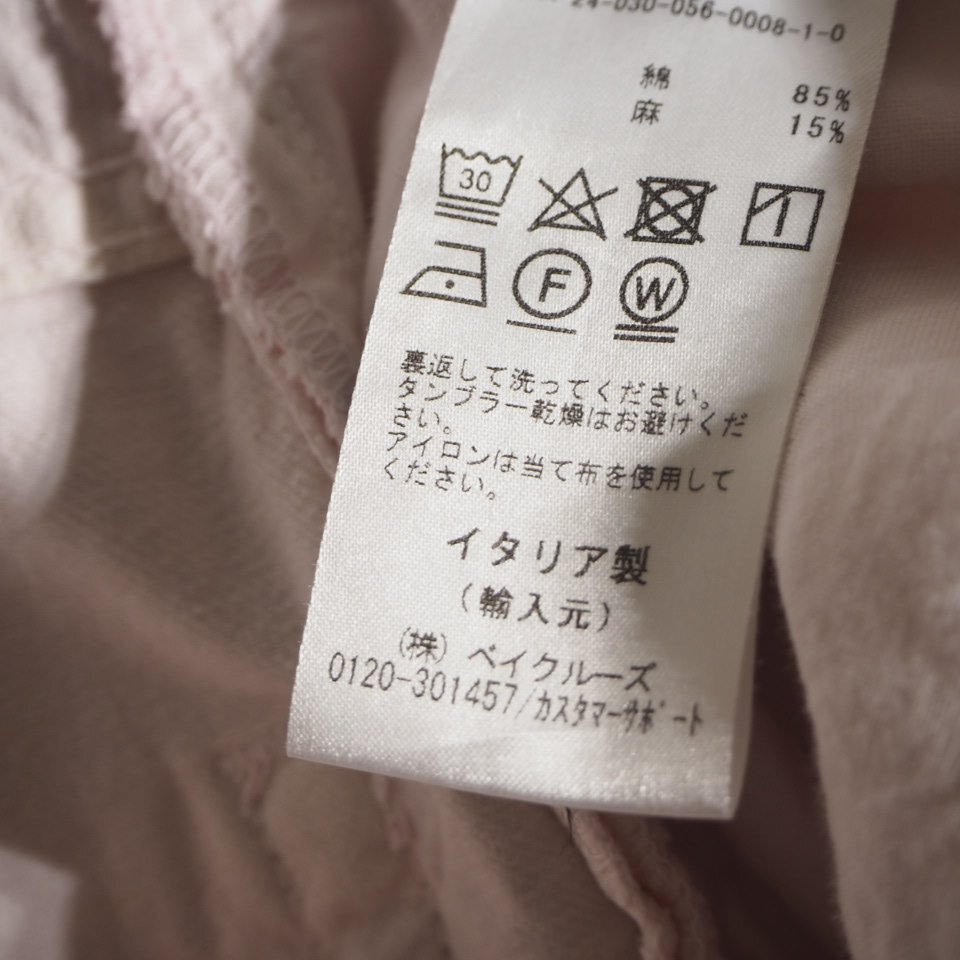 24-030-056-0008-1-0
綿 85%
麻 15%
30
F W
裏返して洗ってください。
タンブラー乾燥はお避けくだ
さい。
アイロンは当て布を使用して
ください。
イタリア製
(輸入元)
(株) ベイクルーズ
0120-301457/カスタマーサポート